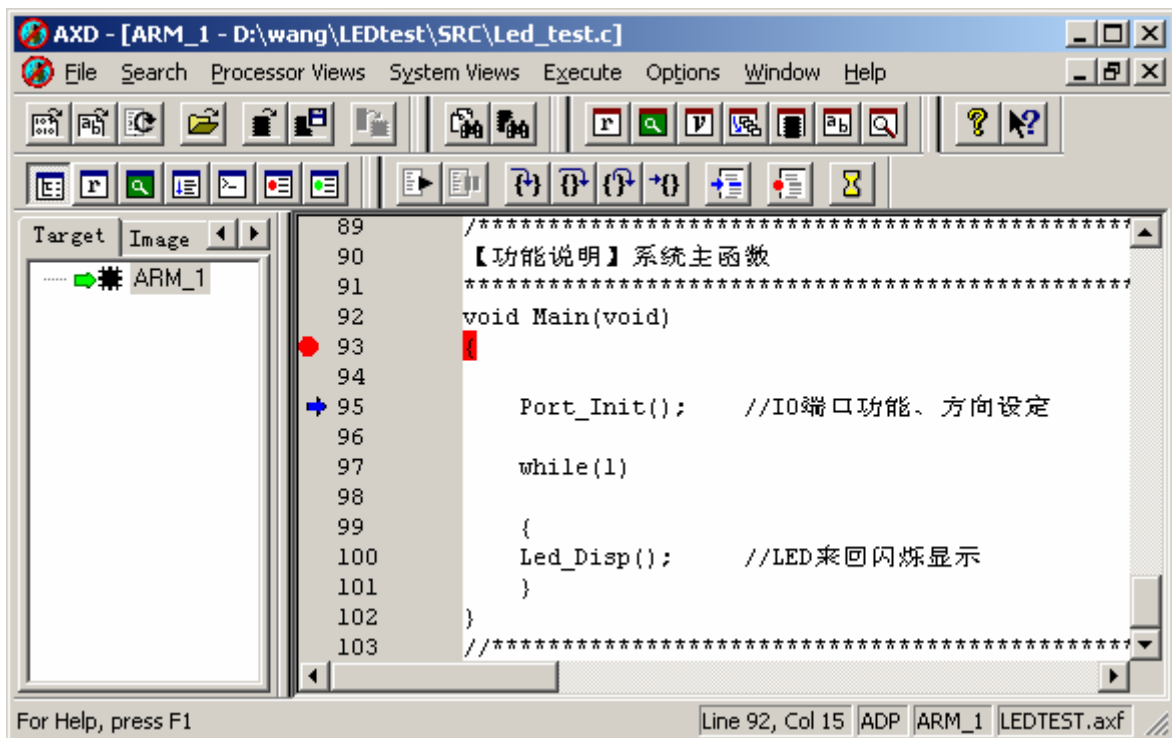 AXD - [ARM_1 - D:\wang\LEDtest\SRC\Led_test.c]
File Search Processor Views System Views Execute Options Window Help
Target Image
ARM_1
89 /***********************************************
90 【功能说明】系统主函数
91 ************************************************
92 void Main(void)
93 {
94
95 Port_Init(); //IO端口功能、方向设定
96
97 while(1)
98
99 {
100 Led_Disp(); //LED来回闪烁显示
101 }
102 }
103 //**********************************************
For Help, press F1 Line 92, Col 15 ADP ARM_1 LEDTEST.axf